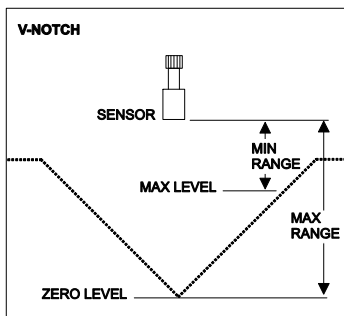 V-NOTCH
SENSOR
MIN
RANGE
MAX LEVEL
MAX
RANGE
ZERO LEVEL